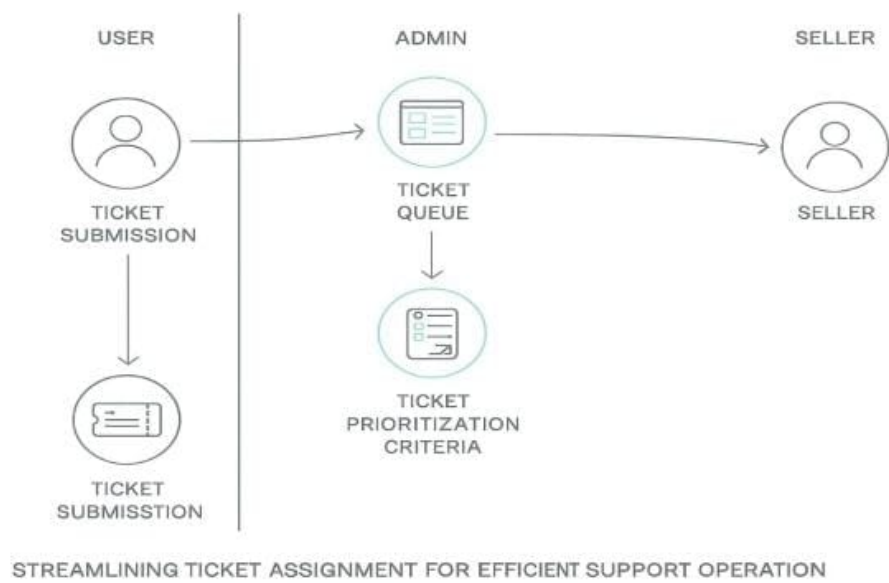 USER
ADMIN
SELLER
TICKET
SUBMISSION
TICKET
QUEUE
SELLER
TICKET
PRIORITIZATION
CRITERIA
TICKET
SUBMISSTION
STREAMLINING TICKET ASSIGNMENT FOR EFFICIENT SUPPORT OPERATION